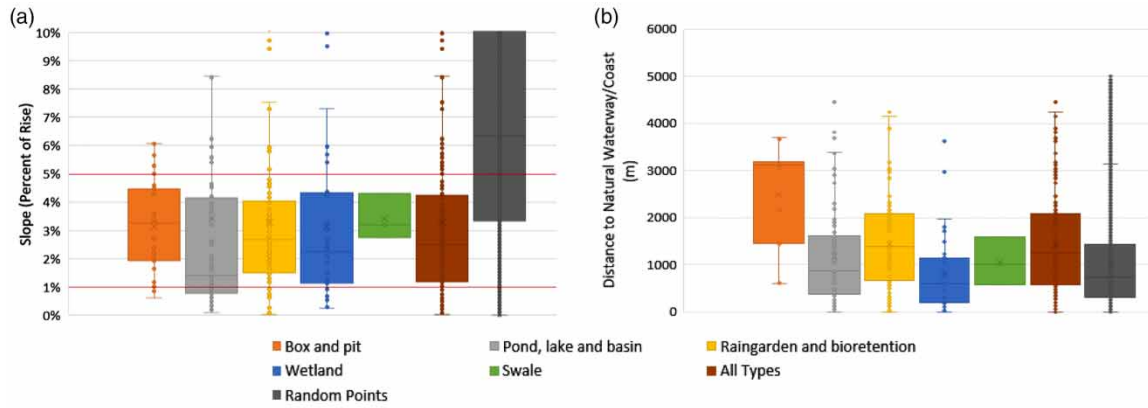 (a)
Slope (Percent of Rise)
10%
9%
8%
7%
6%
5%
4%
3%
2%
1%
0%
(b)
Distance to Natural Waterway/Coast
(m)
6000
5000
4000
3000
2000
1000
0
Box and pit
Pond, lake and basin
Raingarden and bioretention
Wetland
Swale
All Types
Random Points